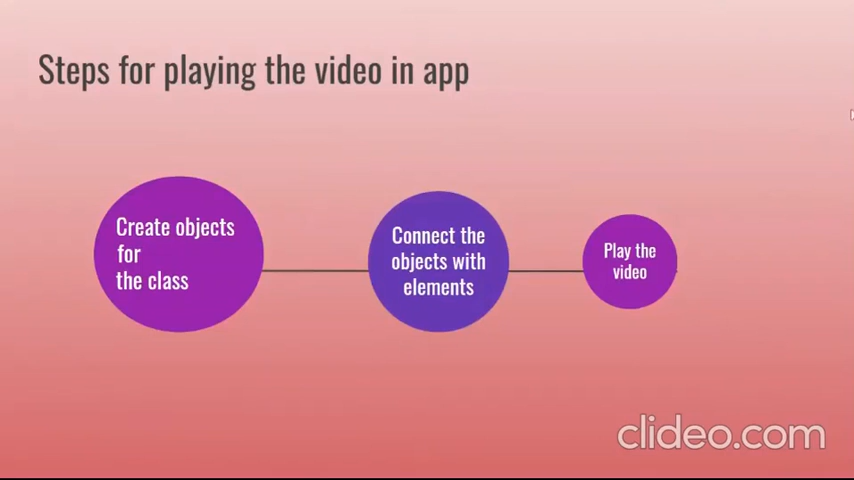 Steps for playing the video in app
Create objects
for
the class
Connect the
objects with
elements
Play the
video
clideo.com